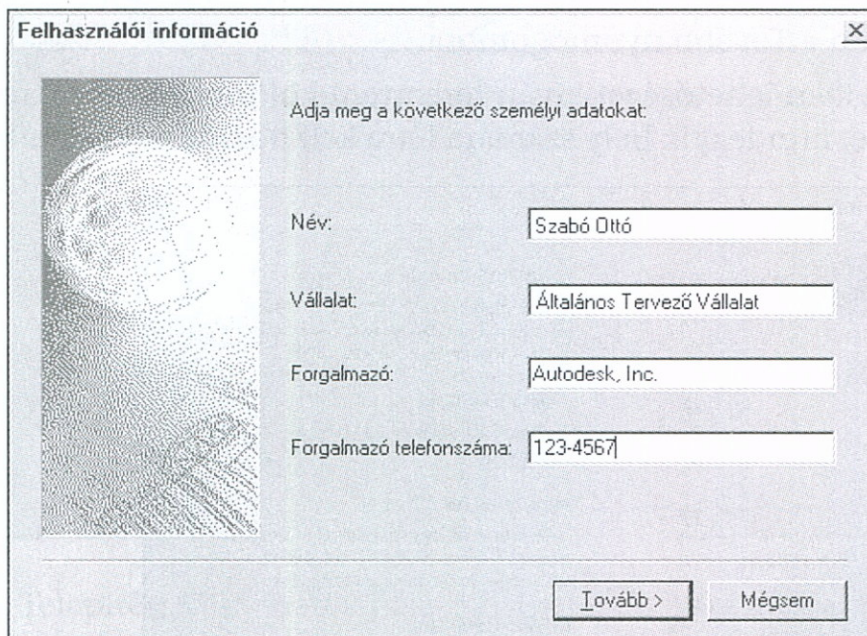 Felhasználói információ
Adja meg a következő személyi adatokat:
Név: Szabó Ottó
Vállalat: Általános Tervező Vállalat
Forgalmazó: Autodesk, Inc.
Forgalmazó telefonszáma: 123-4567
Tovább > Mégsem